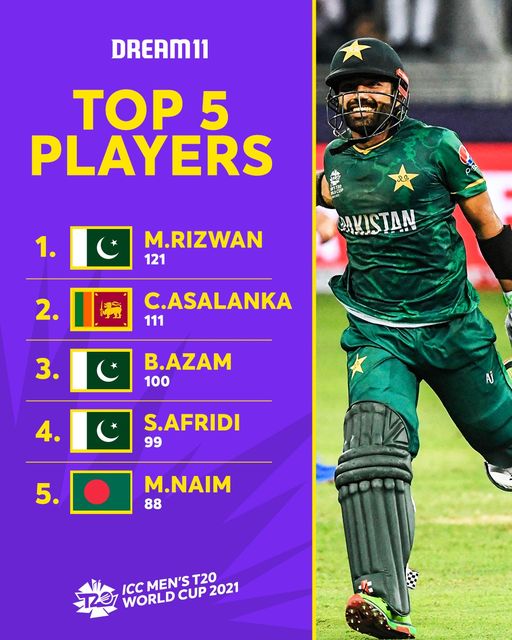 DREAM11
TOP 5
PLAYERS
1. M.RIZWAN
121
2. C.ASALANKA
111
3. B.AZAM
100
4. S.AFRIDI
99
5. M.NAIM
88
T20
ICC MEN'S T20
WORLD CUP 2021
PAKISTAN